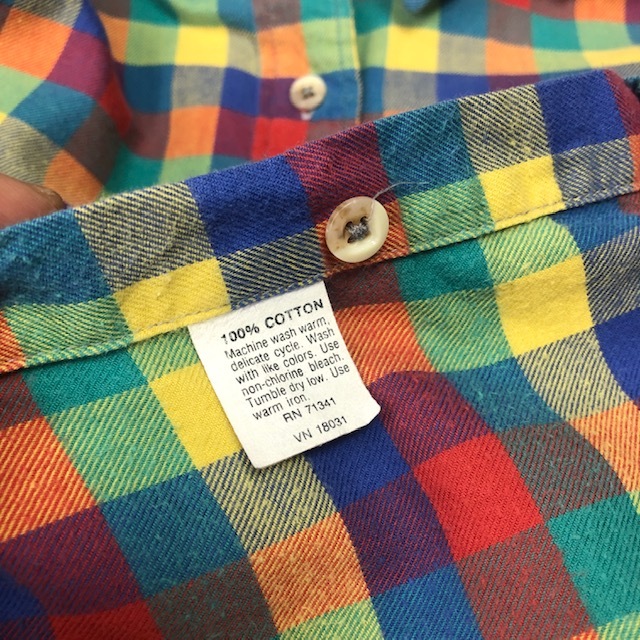 100% COTTON
Machine wash warm,
delicate cycle. Wash
with like colors. Use
non-chlorine bleach.
Tumble dry low. Use
warm iron.
RN 71341
VN 18031